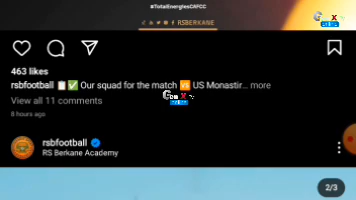 #TotalEnergiesCAFCC
RSBERKANE
463 likes
rsbfootball 📋✅ Our squad for the match 🆚 US Monastir... more
View all 11 comments
8 hours ago
rsbfootball
RS Berkane Academy
2/3